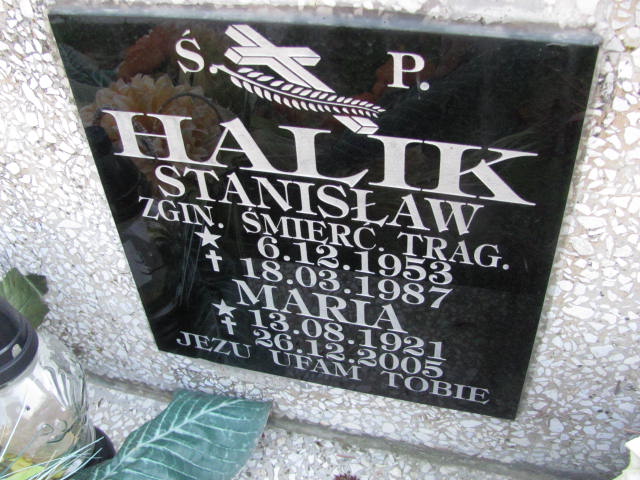 Ś. P.
HALIK
STANISŁAW
ZGIN. ŚMIERC. TRAG.
6.12.1953
18.03.1987
MARIA
13.08.1921
26.12.2005
JEZU UFAM TOBIE